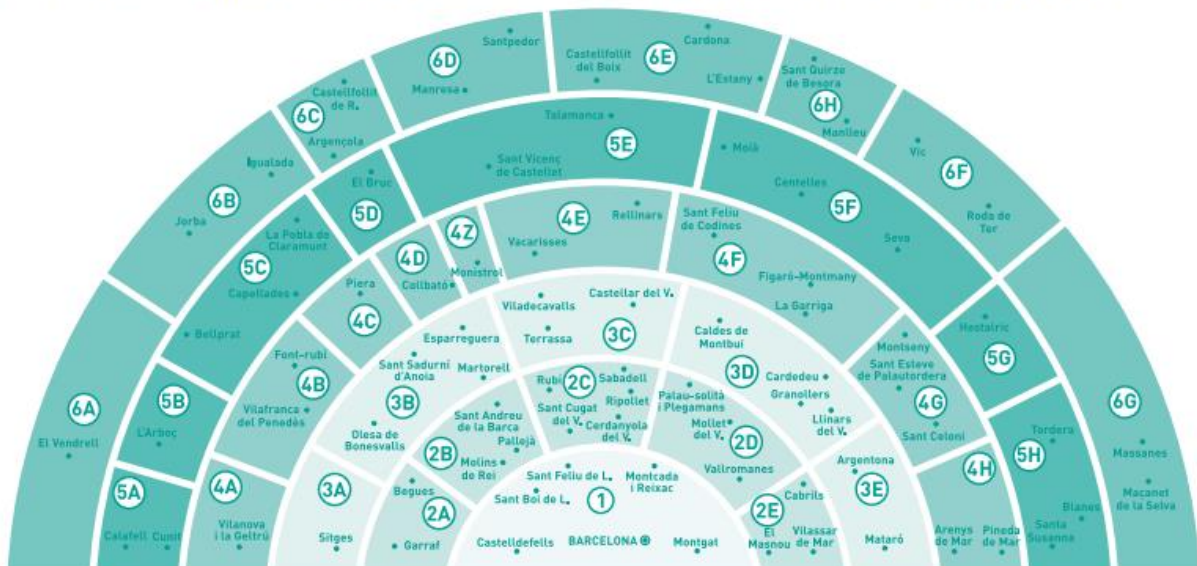 Santpedor
6D
Manresa
Castellfollit
del Boix
Cardona
6E
L'Estany
Sant Quirze
de Besora
6H
Manlleu
Castellfollit
de R.
6C
Argençola
Vic
6F
Roda de
Ter
Igualada
6B
Jorba
Talamanca
5E
Sant Vicenç
de Castellet
Moià
Centelles
5F
Seva
El Bruc
5D
La Pobla de
Claramunt
5C
Capellades
Bellprat
4D
Collbató
4Z
Monistrol
4E
Rellinars
Vacarisses
Sant Feliu
de Codines
4F
Figaró-Montmany
La Garriga
Piera
4C
Hostalric
5G
Viladecavalls
Castellar del V.
Terrassa
3C
Caldes de
Montbui
3D
Cardedeu
Granollers
Llinars
del V.
Montseny
Sant Esteve
de Palautordera
4G
Sant Celoni
Esparreguera
Sant Sadurní
d'Anoia
Martorell
3B
Olesa de
Bonesvalls
Font-rubí
4B
Vilafranca
del Penedès
6A
El Vendrell
5B
L'Arboç
Rubí
2C
Sabadell
Ripollet
Sant Cugat
del V.
Cerdanyola
del V.
Palau-solità
i Plegamans
Mollet
del V.
2D
Vallromanes
Sant Andreu
de la Barca
Pallejà
2B
Molins
de Rei
6G
Massanes
Maçanet
de la Selva
Tordera
5H
Blanes
Santa
Susanna
4H
Arenys
de Mar
Pineda
de Mar
Argentona
3E
Mataró
5A
Calafell
Cunit
4A
Vilanova
i la Geltrú
3A
Sitges
Begues
2A
Garraf
Sant Feliu de L.
Montcada
i Reixac
Sant Boi de L.
1
Castelldefells
BARCELONA
Montgat
2E
Cabrils
El
Masnou
Vilassar
de Mar